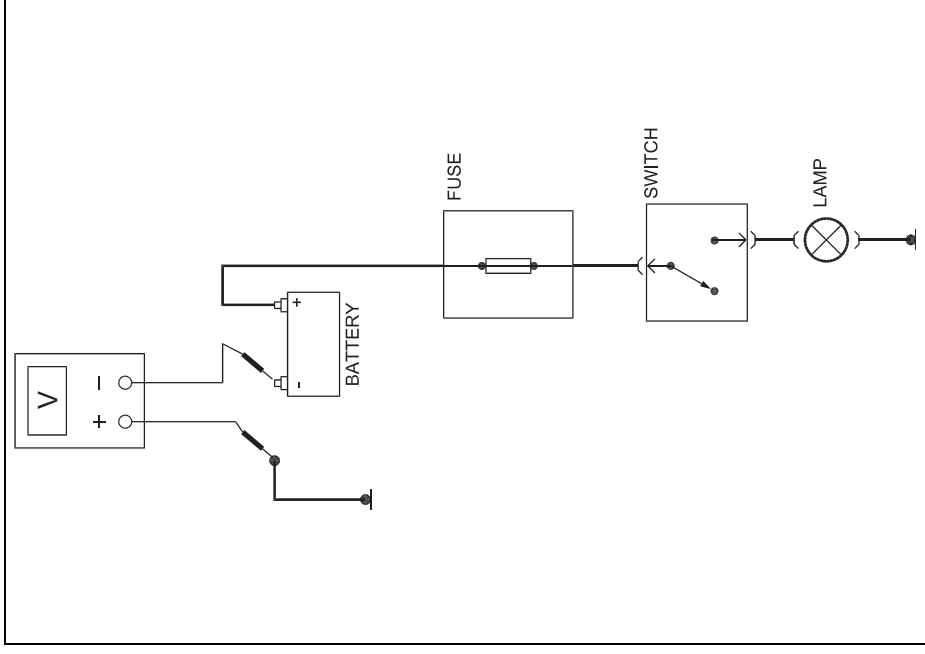 V
+ −
+
-
BATTERY
FUSE
SWITCH
LAMP